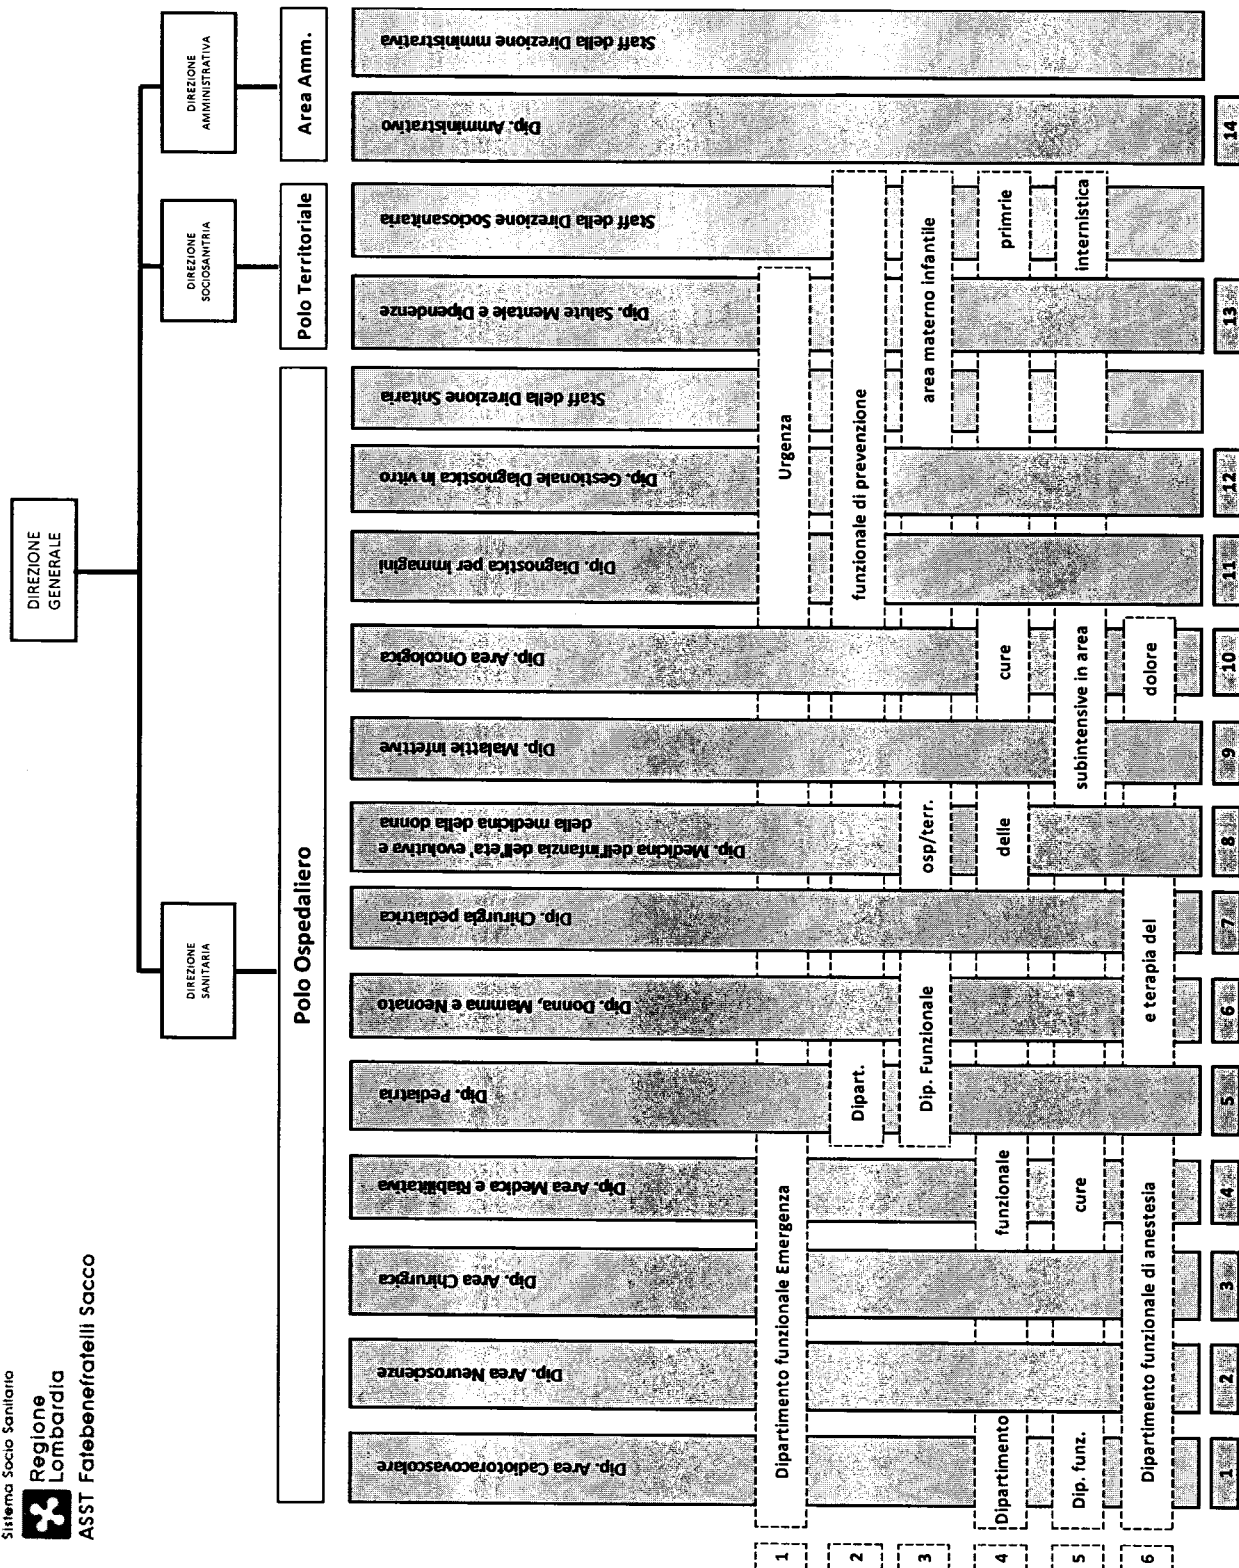 Sistema Socio Sanitario
Regione
Lombardia
ASST Fatebenefratelli Sacco
DIREZIONE
GENERALE
DIREZIONE
SANITARIA
DIREZIONE
SOCIOSANITRIA
DIREZIONE
AMMINISTRATIVA
Polo Ospedaliero
Polo Territoriale
Area Amm.
Dip. Area Cadiotoracovascolare
Dip. Area Neuroscienze
Dip. Area Chirurgica
Dip. Area Medica e Riabilitativa
Dip. Pediatria
Dip. Donna, Mamma e Neonato
Dip. Chirurgia pediatrica
Dip. Medicina dell'infanzia dell'eta' evolutiva e
della medicina della donna
Dip. Malattie infettive
Dip. Area Oncologica
Dip. Diagnostica per Immagini
Dip. Gestionale Diagnostica in vitro
Staff della Direzione Snitaria
Dip. Salute Mentale e Dipendenze
Staff della Direzione Sociosanitaria
Dip. Amministrativo
Staff della Direzione mministrativa
1 Dipartimento funzionale Emergenza Urgenza
2 Dipart. funzionale di prevenzione
3 Dip. Funzionale osp/terr. area materno infantile
4 Dipartimento funzionale delle cure primrie
5 Dip. funz. cure subintensive in area internistica
6 Dipartimento funzionale di anestesia e terapia del dolore
1 2 3 4 5 6 7 8 9 10 11 12 13 14